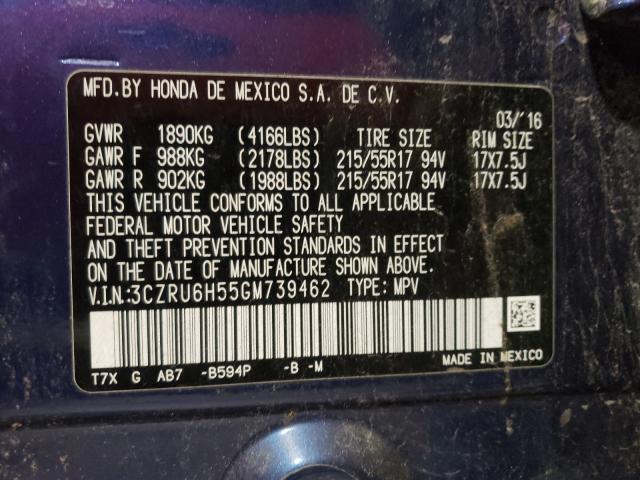 MFD.BY HONDA DE MEXICO S.A. DE C.V.
03/'16
GVWR 1890KG (4166LBS) TIRE SIZE RIM SIZE
GAWR F 988KG (2178LBS) 215/55R17 94V 17X7.5J
GAWR R 902KG (1988LBS) 215/55R17 94V 17X7.5J
THIS VEHICLE CONFORMS TO ALL APPLICABLE
FEDERAL MOTOR VEHICLE SAFETY
AND THEFT PREVENTION STANDARDS IN EFFECT
ON THE DATE OF MANUFACTURE SHOWN ABOVE.
V.I.N.:3CZRU6H55GM739462 TYPE: MPV
T7X G AB7 -B594P -B -M
MADE IN MEXICO